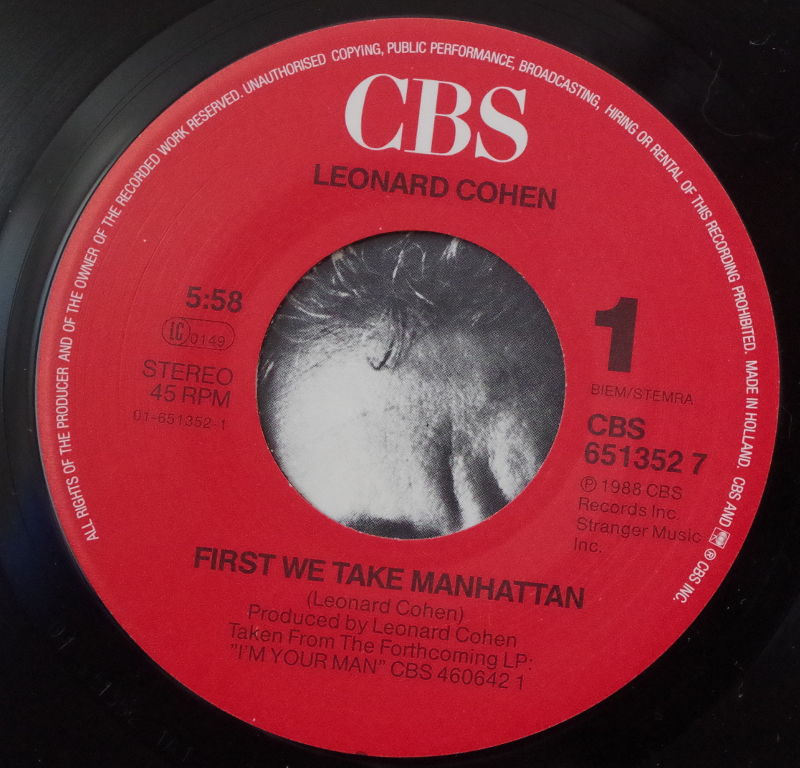 ALL RIGHTS OF THE PRODUCER AND OF THE OWNER OF THE RECORDED WORK RESERVED. UNAUTHORISED COPYING, PUBLIC PERFORMANCE, BROADCASTING, HIRING OR RENTAL OF THIS RECORDING PROHIBITED. MADE IN HOLLAND. CBS AND ® CBS INC.
CBS
LEONARD COHEN
5:58
LC 0149
STEREO
45 RPM
01-651352-1
1
BIEM/STEMRA
CBS
651352 7
℗ 1988 CBS
Records Inc.
Stranger Music
Inc.
FIRST WE TAKE MANHATTAN
(Leonard Cohen)
Produced by Leonard Cohen
Taken From The Forthcoming LP:
"I'M YOUR MAN" CBS 460642 1